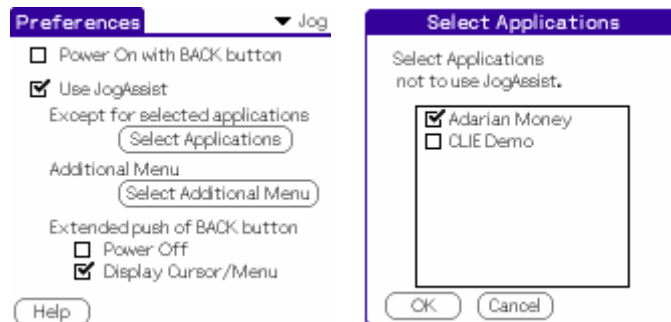 Preferences
Jog
Power On with BACK button
Use JogAssist
Except for selected applications
Select Applications
Additional Menu
Select Additional Menu
Extended push of BACK button
Power Off
Display Cursor/Menu
Help
Select Applications
Select Applications
not to use JogAssist.
Adarian Money
CLIE Demo
OK
Cancel